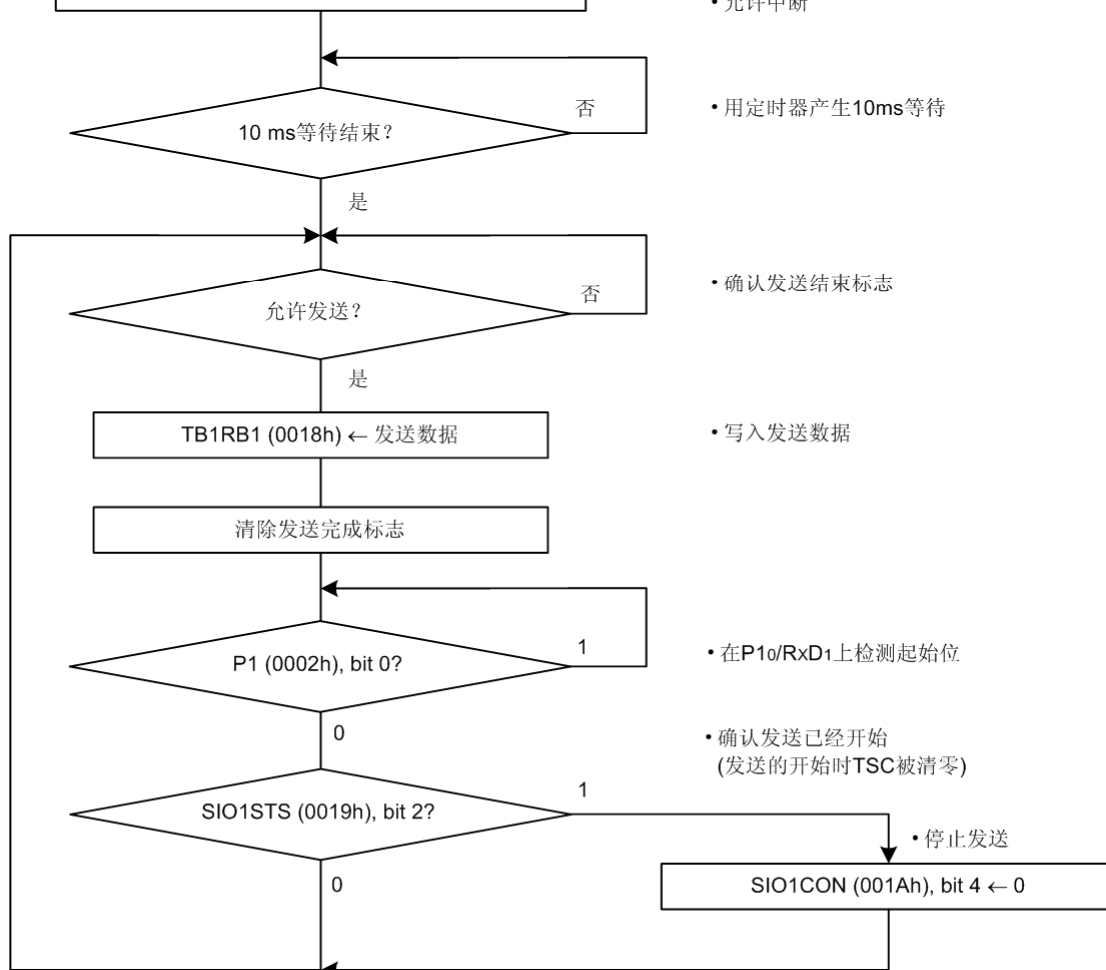 • 允许中断
否
10 ms等待结束?
• 用定时器产生10ms等待
是
允许发送?
否
• 确认发送结束标志
是
TB1RB1 (0018h) ← 发送数据
• 写入发送数据
清除发送完成标志
1
P1 (0002h), bit 0?
• 在P10/RxD1上检测起始位
0
• 确认发送已经开始
(发送的开始时TSC被清零)
1
SIO1STS (0019h), bit 2?
• 停止发送
0
SIO1CON (001Ah), bit 4 ← 0